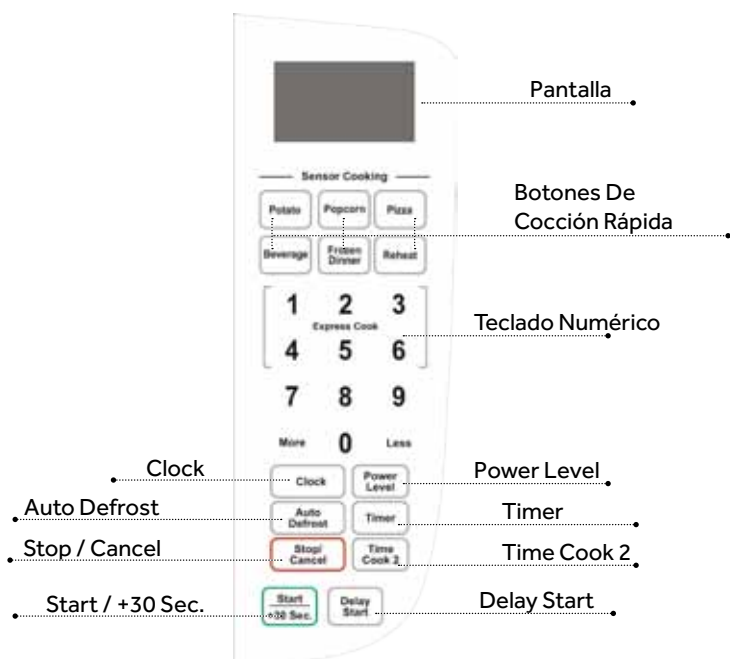 Pantalla
Sensor Cooking
Potato Popcorn Pizza
Botones De
Cocción Rápida
Beverage Frozen Dinner Reheat
1 2 3
Express Cook
Teclado Numérico
4 5 6
7 8 9
More 0 Less
Clock
Clock
Power Level
Power Level
Auto Defrost
Auto Defrost
Timer
Timer
Stop / Cancel
Stop/ Cancel
Time Cook 2
Time Cook 2
Start / +30 Sec.
Start +30 Sec.
Delay Start
Delay Start